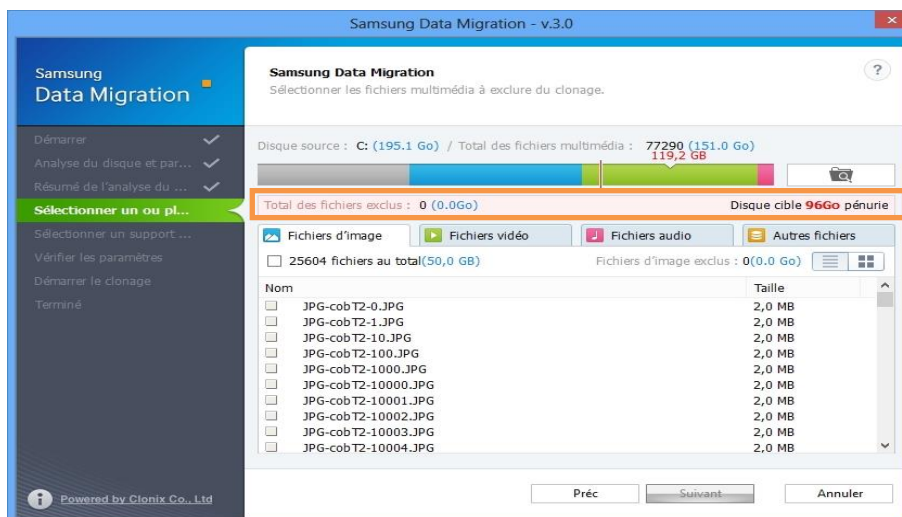 Samsung Data Migration - v.3.0
Samsung
Data Migration
Démarrer
Analyse du disque et par...
Résumé de l'analyse du ...
Sélectionner un ou pl...
Sélectionner un support ...
Vérifier les paramètres
Démarrer le clonage
Terminé
Powered by Clonix Co., Ltd
Samsung Data Migration
Sélectionner les fichiers multimédia à exclure du clonage.
?
Disque source : C: (195.1 Go) / Total des fichiers multimédia : 77290 (151.0 Go)
119,2 GB
Total des fichiers exclus : 0 (0.0Go) Disque cible 96Go pénurie
Fichiers d'image Fichiers vidéo Fichiers audio Autres fichiers
25604 fichiers au total(50,0 GB) Fichiers d'image exclus : 0(0.0 Go)
Nom Taille
JPG-cobT2-0.JPG 2,0 MB
JPG-cobT2-1.JPG 2,0 MB
JPG-cobT2-10.JPG 2,0 MB
JPG-cobT2-100.JPG 2,0 MB
JPG-cobT2-1000.JPG 2,0 MB
JPG-cobT2-10000.JPG 2,0 MB
JPG-cobT2-10001.JPG 2,0 MB
JPG-cobT2-10002.JPG 2,0 MB
JPG-cobT2-10003.JPG 2,0 MB
JPG-cobT2-10004.JPG 2,0 MB
Préc Suivant Annuler